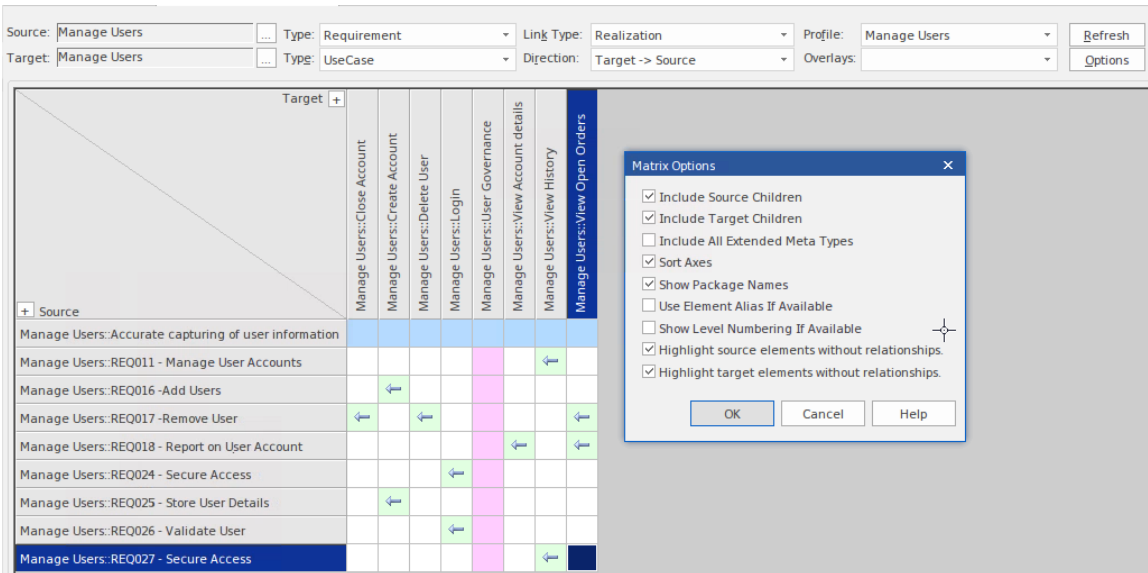 Source: Manage Users ... Type: Requirement Link Type: Realization Profile: Manage Users Refresh
Target: Manage Users ... Type: UseCase Direction: Target -> Source Overlays: Options
Target +
Manage Users::Close Account
Manage Users::Create Account
Manage Users::Delete User
Manage Users::Login
Manage Users::User Governance
Manage Users::View Account details
Manage Users::View History
Manage Users::View Open Orders
+ Source
Manage Users::Accurate capturing of user information
Manage Users::REQ011 - Manage User Accounts
Manage Users::REQ016 -Add Users
Manage Users::REQ017 -Remove User
Manage Users::REQ018 - Report on User Account
Manage Users::REQ024 - Secure Access
Manage Users::REQ025 - Store User Details
Manage Users::REQ026 - Validate User
Manage Users::REQ027 - Secure Access
Matrix Options
Include Source Children
Include Target Children
Include All Extended Meta Types
Sort Axes
Show Package Names
Use Element Alias If Available
Show Level Numbering If Available
Highlight source elements without relationships.
Highlight target elements without relationships.
OK Cancel Help